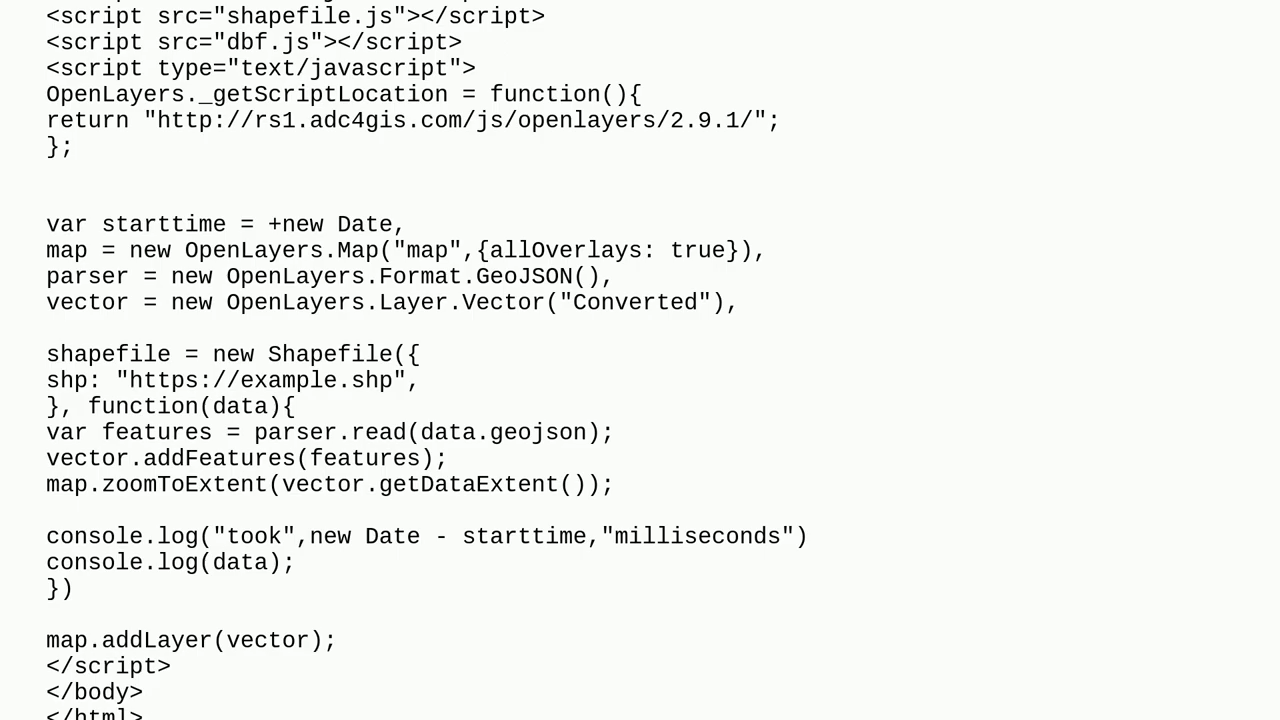 <script src="shapefile.js"></script>
<script src="dbf.js"></script>
<script type="text/javascript">
OpenLayers._getScriptLocation = function(){
return "http://rs1.adc4gis.com/js/openlayers/2.9.1/";
};
var starttime = +new Date,
map = new OpenLayers.Map("map",{allOverlays: true}),
parser = new OpenLayers.Format.GeoJSON(),
vector = new OpenLayers.Layer.Vector("Converted"),
shapefile = new Shapefile({
shp: "https://example.shp",
}, function(data){
var features = parser.read(data.geojson);
vector.addFeatures(features);
map.zoomToExtent(vector.getDataExtent());
console.log("took",new Date - starttime,"milliseconds")
console.log(data);
})
map.addLayer(vector);
</script>
</body>
</html>